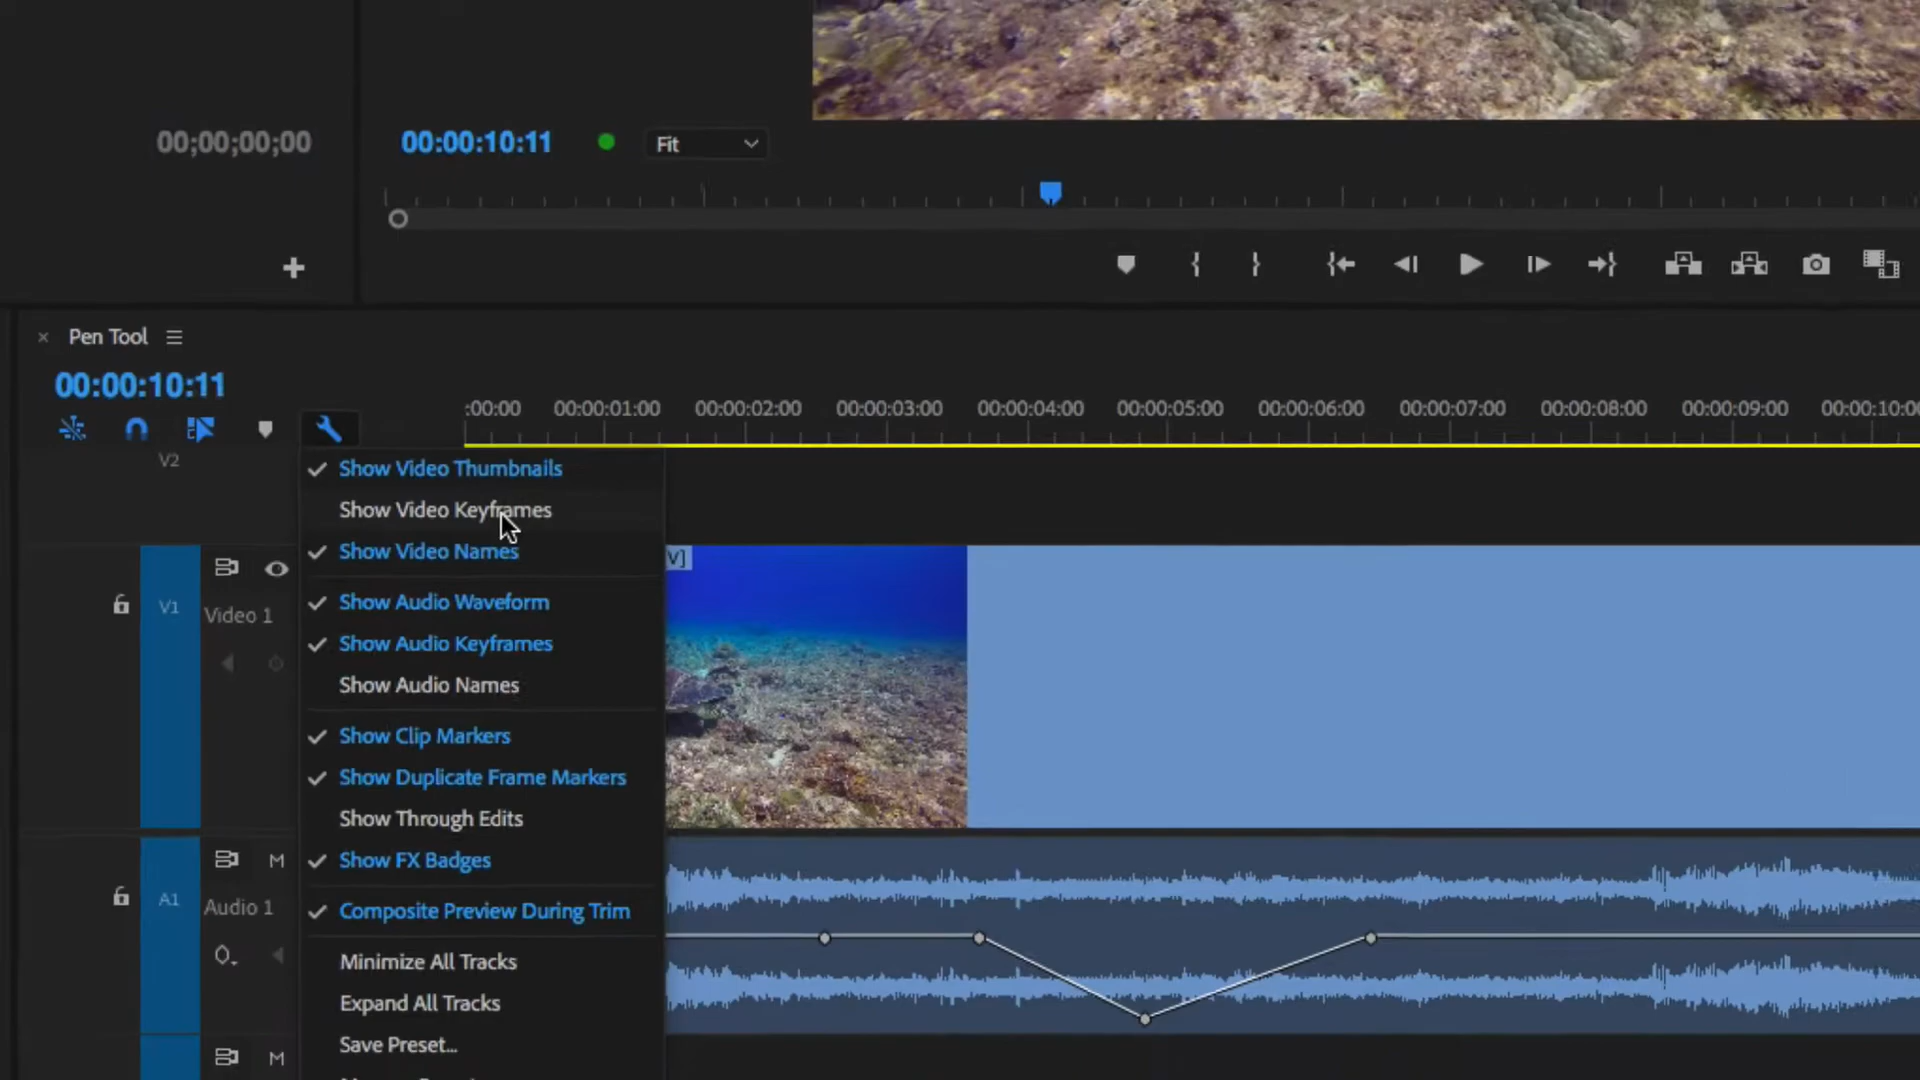 00;00;00;00
00:00:10:11
Fit
Pen Tool
00:00:10:11
:00:00 00:00:01:00 00:00:02:00 00:00:03:00 00:00:04:00 00:00:05:00 00:00:06:00 00:00:07:00 00:00:08:00 00:00:09:00 00:00:10:00
V2
Show Video Thumbnails
Show Video Keyframes
Show Video Names
V]
V1
Video 1
Show Audio Waveform
Show Audio Keyframes
Show Audio Names
Show Clip Markers
Show Duplicate Frame Markers
Show Through Edits
Show FX Badges
M
A1
Audio 1
Composite Preview During Trim
Minimize All Tracks
Expand All Tracks
Save Preset...
M